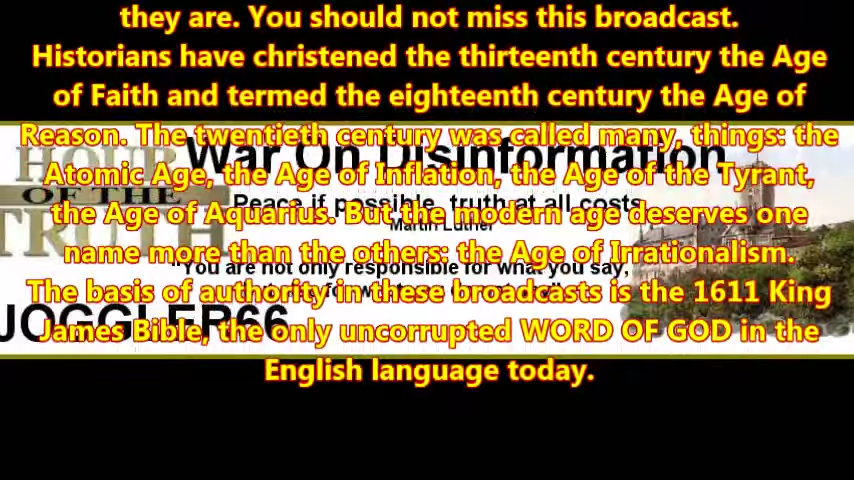 they are. You should not miss this broadcast.
Historians have christened the thirteenth century the Age
of Faith and termed the eighteenth century the Age of
Reason. The twentieth century was called many, things: the
Atomic Age, the Age of Inflation, the Age of the Tyrant,
the Age of Aquarius. But the modern age deserves one
name more than the others: the Age of Irrationalism.
The basis of authority in these broadcasts is the 1611 King
James Bible, the only uncorrupted WORD OF GOD in the
English language today.
HOUR
OF THE
TRUTH
War On Disinformation
Peace if possible, truth at all costs
Martin Luther
"You are not only responsible for what you say,
JOGGLER66